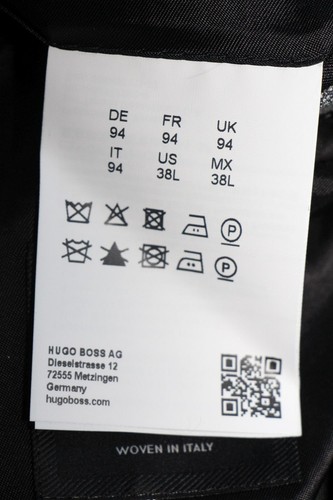 DE FR UK
94 94 94
IT US MX
94 38L 38L
P
P
HUGO BOSS AG
Dieselstrasse 12
72555 Metzingen
Germany
hugoboss.com
WOVEN IN ITALY